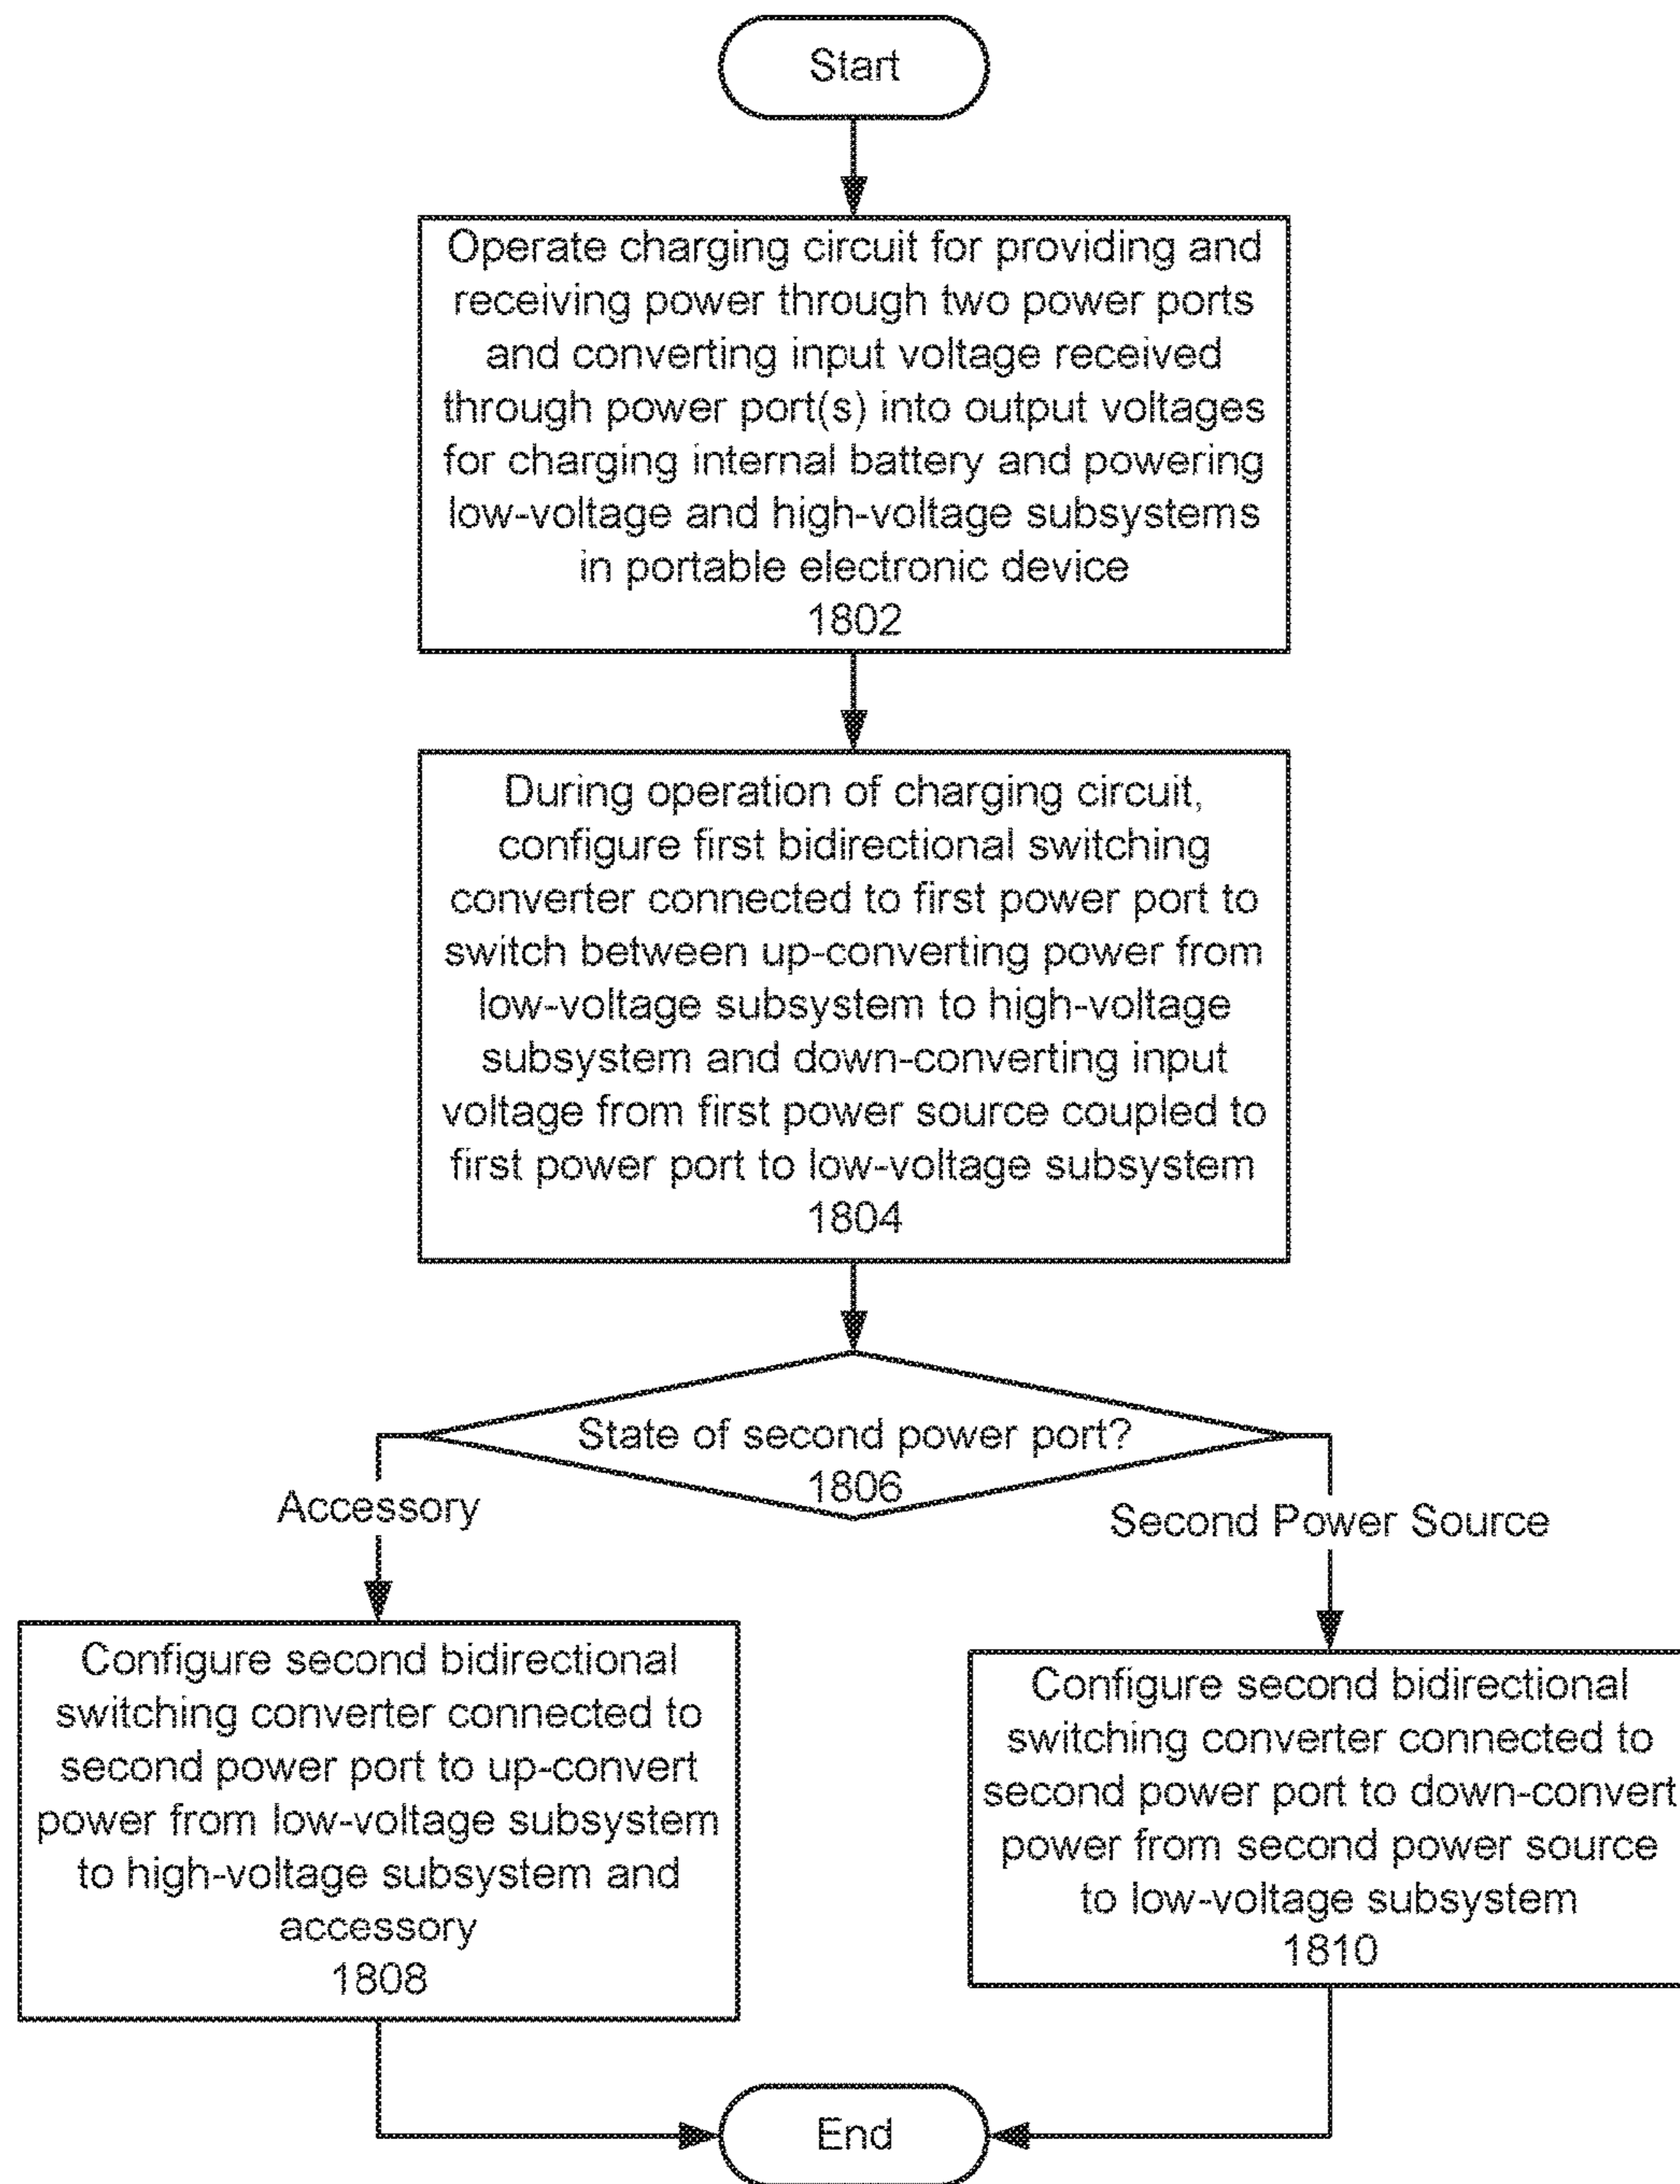 Start
Operate charging circuit for providing and
receiving power through two power ports
and converting input voltage received
through power port(s) into output voltages
for charging internal battery and powering
low-voltage and high-voltage subsystems
in portable electronic device
1802
During operation of charging circuit,
configure first bidirectional switching
converter connected to first power port to
switch between up-converting power from
low-voltage subsystem to high-voltage
subsystem and down-converting input
voltage from first power source coupled to
first power port to low-voltage subsystem
1804
State of second power port?
1806
Accessory
Second Power Source
Configure second bidirectional
switching converter connected to
second power port to up-convert
power from low-voltage subsystem
to high-voltage subsystem and
accessory
1808
Configure second bidirectional
switching converter connected to
second power port to down-convert
power from second power source
to low-voltage subsystem
1810
End